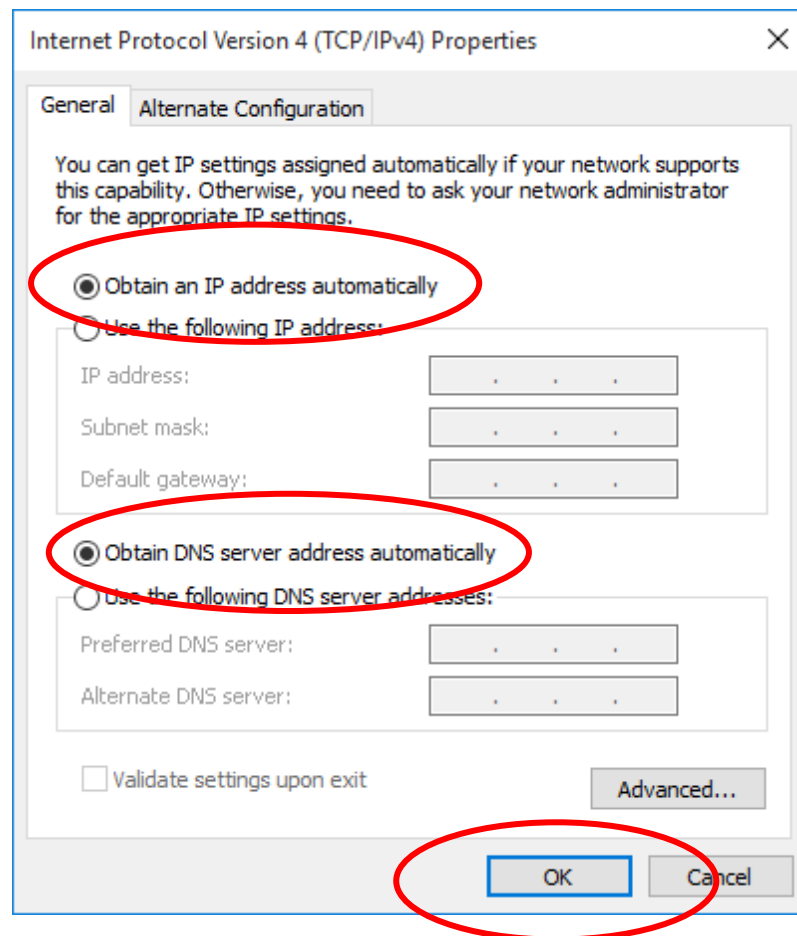 Internet Protocol Version 4 (TCP/IPv4) Properties
General Alternate Configuration
You can get IP settings assigned automatically if your network supports
this capability. Otherwise, you need to ask your network administrator
for the appropriate IP settings.
Obtain an IP address automatically
Use the following IP address:
IP address: . . .
Subnet mask: . . .
Default gateway: . . .
Obtain DNS server address automatically
Use the following DNS server addresses:
Preferred DNS server: . . .
Alternate DNS server: . . .
Validate settings upon exit
Advanced...
OK Cancel